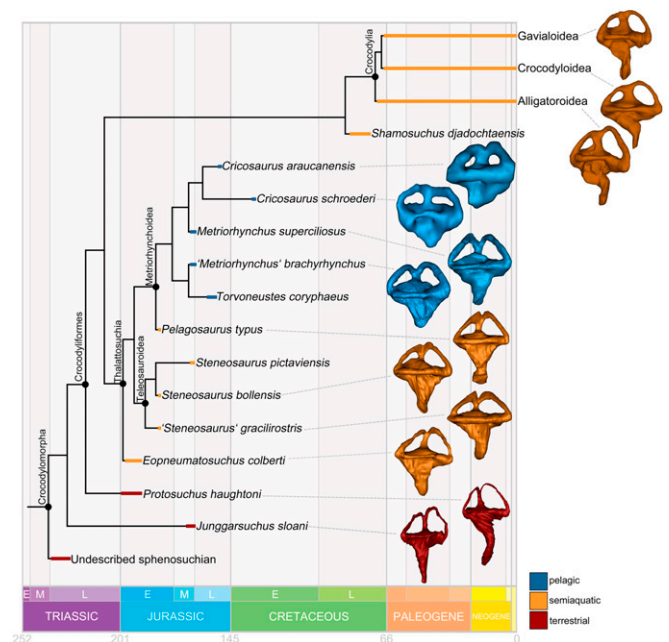 Gavialoidea
Crocodylia
Crocodyloidea
Alligatoroidea
Shamosuchus djadochtaensis
Cricosaurus araucanensis
Cricosaurus schroederi
Metriorhynchoidea
Metriorhynchus superciliosus
'Metriorhynchus' brachyrhynchus
Torvoneustes coryphaeus
Crocodyliformes
Thalattosuchia
Pelagosaurus typus
Teleosauroidea
Steneosaurus pictaviensis
Steneosaurus bollensis
'Steneosaurus' gracilirostris
Crocodylomorpha
Eopneumatosuchus colberti
Protosuchus haughtoni
Junggarsuchus sloani
Undescribed sphenosuchian
pelagic
semiaquatic
terrestrial
E M L E M L E L
TRIASSIC JURASSIC CRETACEOUS PALEOGENE NEOGENE
252 201 145 66 0